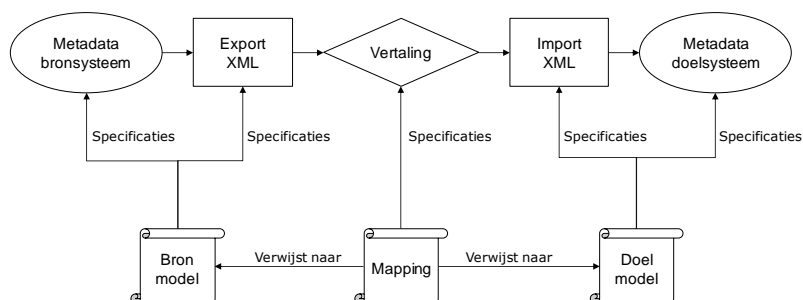 Metadata
bronsysteem
Export
XML
Vertaling
Import
XML
Metadata
doelsysteem
Specificaties
Specificaties
Specificaties
Specificaties
Specificaties
Bron
model
Verwijst naar
Mapping
Verwijst naar
Doel
model